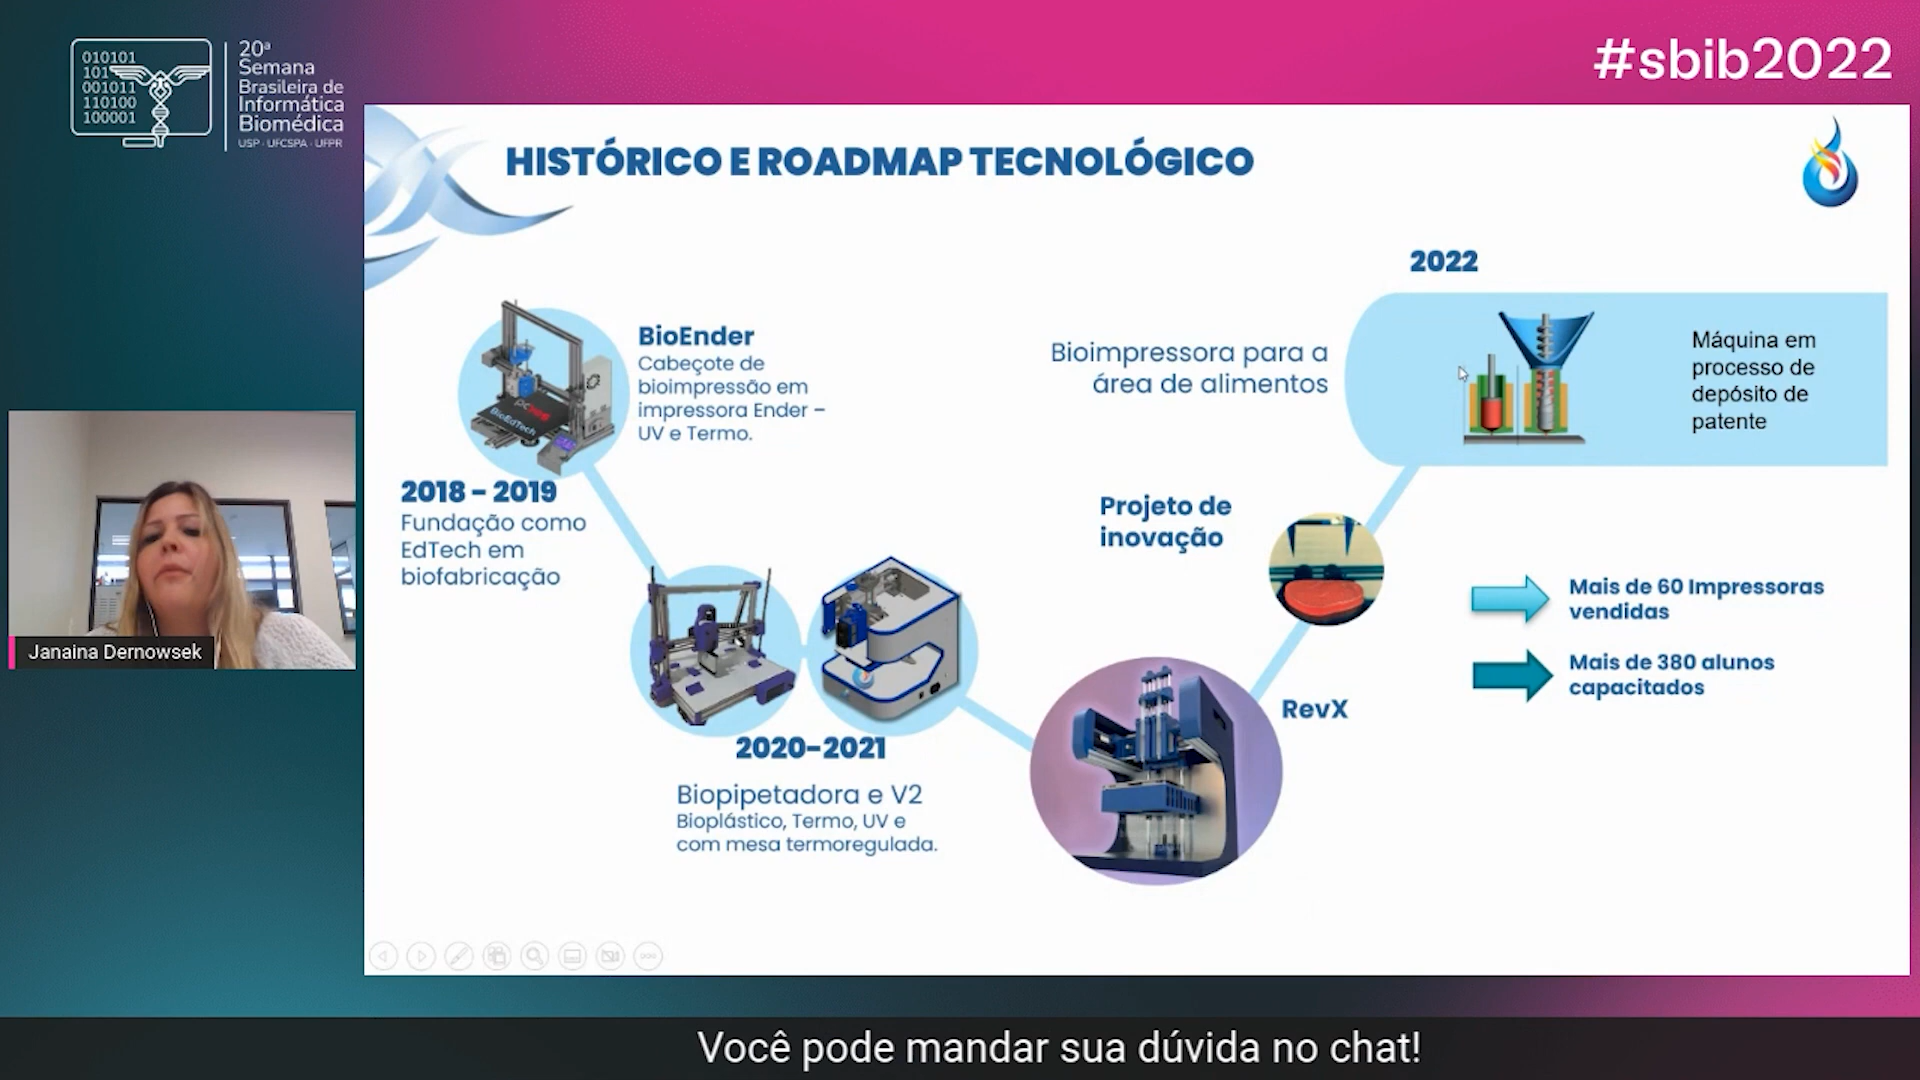 010101
101
001011
110100
100001
20ª
Semana
Brasileira de
Informática
Biomédica
USP · UFCSPA · UFPR
#sbib2022
HISTÓRICO E ROADMAP TECNOLÓGICO
2022
BioEnder
Cabeçote de
bioimpressão em
impressora Ender –
UV e Termo.
BioEdTech
2018 – 2019
Fundação como
EdTech em
biofabricação
Bioimpressora para a
área de alimentos
Máquina em
processo de
depósito de
patente
Projeto de
inovação
Mais de 60 Impressoras
vendidas
Mais de 380 alunos
capacitados
RevX
2020–2021
Biopipetadora e V2
Bioplástico, Termo, UV e
com mesa termoregulada.
Janaina Dernowsek
Você pode mandar sua dúvida no chat!